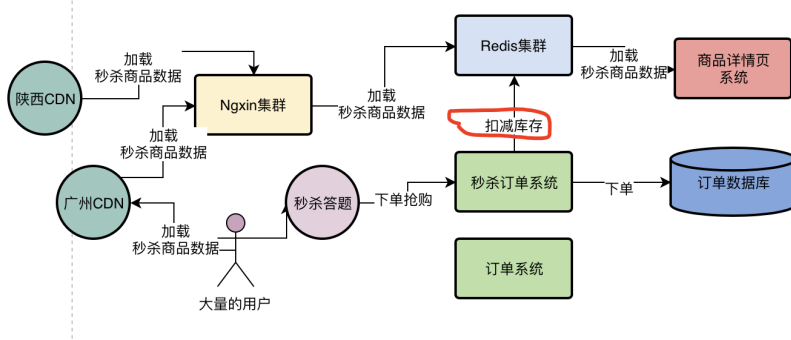 加载
秒杀商品数据
Redis集群
加载
秒杀商品数据
商品详情页
系统
陕西CDN
Ngxin集群
加载
秒杀商品数据
加载
秒杀商品数据
扣减库存
广州CDN
秒杀答题
下单抢购
秒杀订单系统
下单
订单数据库
加载
秒杀商品数据
订单系统
大量的用户